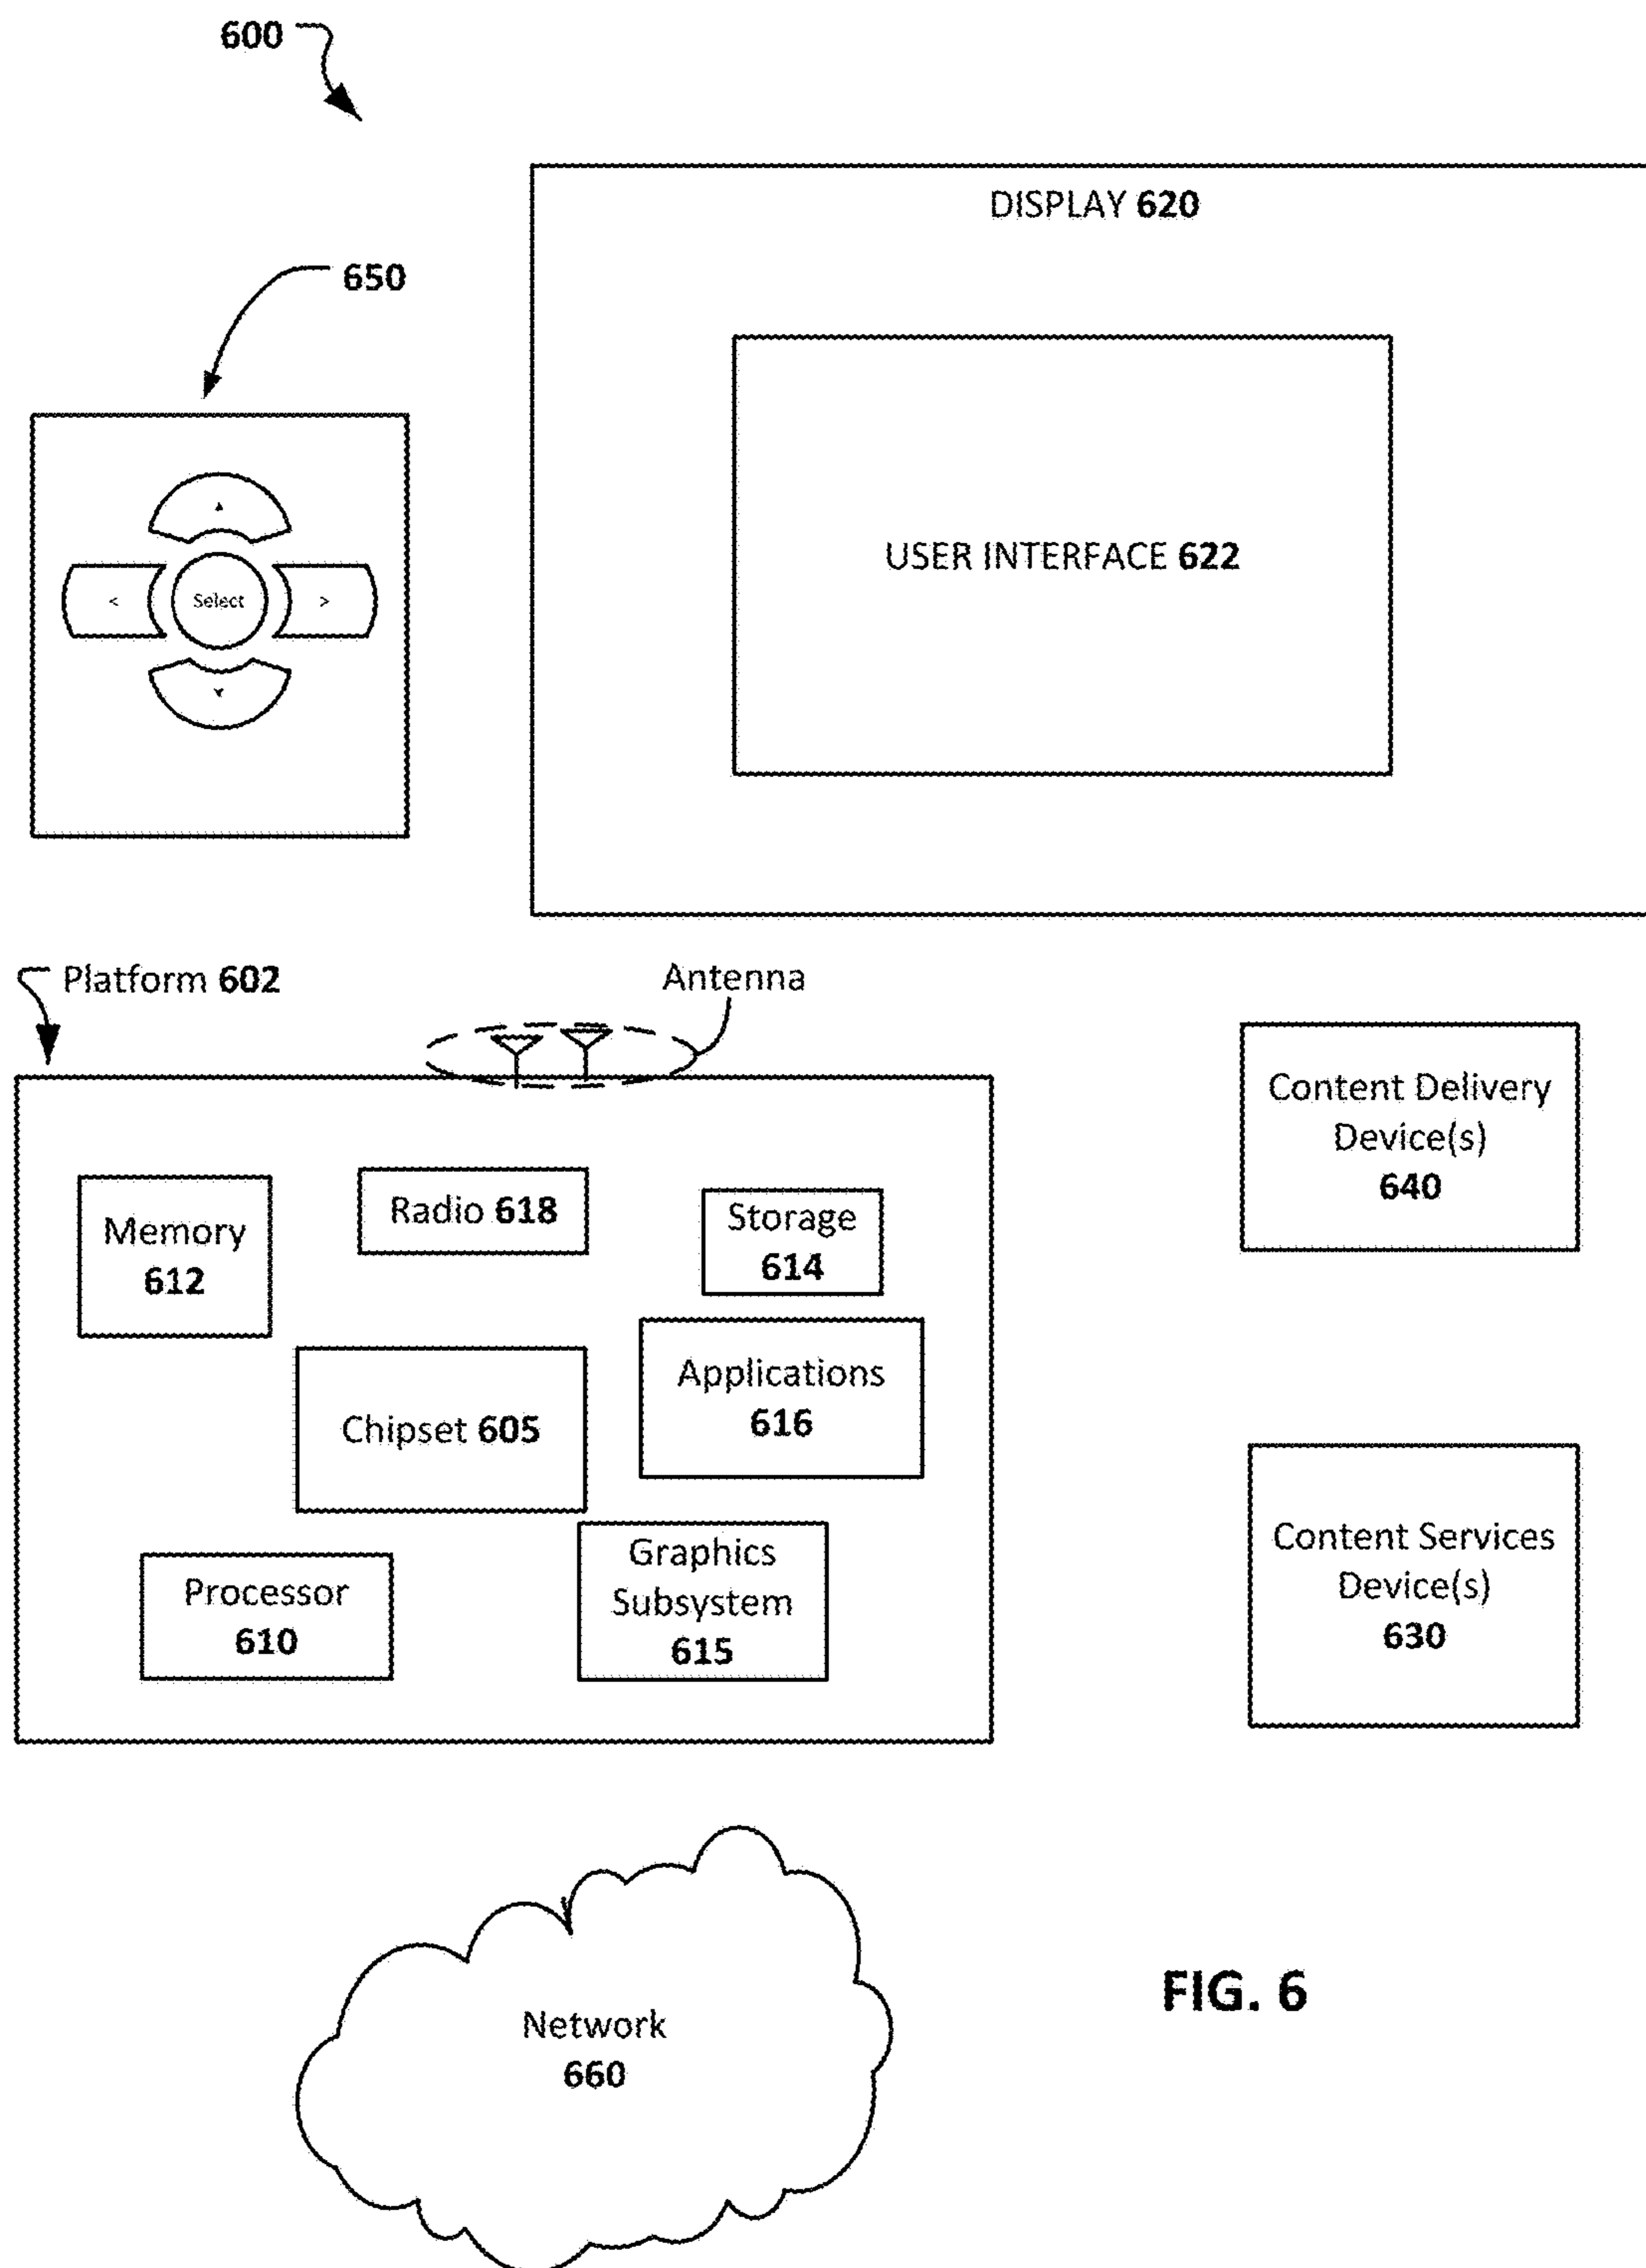 600
DISPLAY 620
650
USER INTERFACE 622
<
Select
>
Platform 602
Antenna
Content Delivery
Device(s)
640
Memory
612
Radio 618
Storage
614
Chipset 605
Applications
616
Processor
610
Graphics
Subsystem
615
Content Services
Device(s)
630
Network
660
FIG. 6